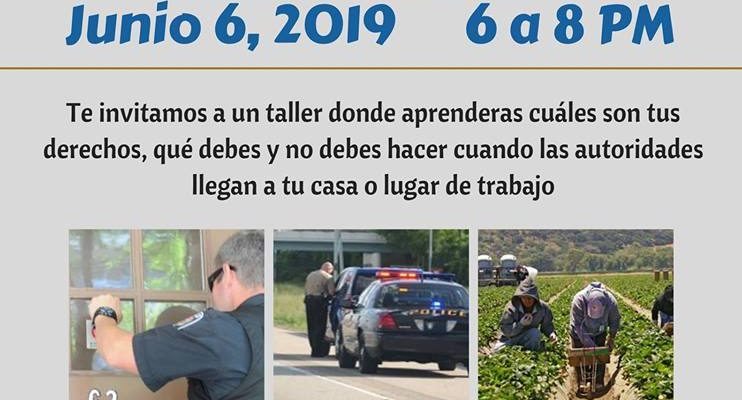 Junio 6, 2019 6 a 8 PM
Te invitamos a un taller donde aprenderas cuáles son tus
derechos, qué debes y no debes hacer cuando las autoridades
llegan a tu casa o lugar de trabajo
POLICE